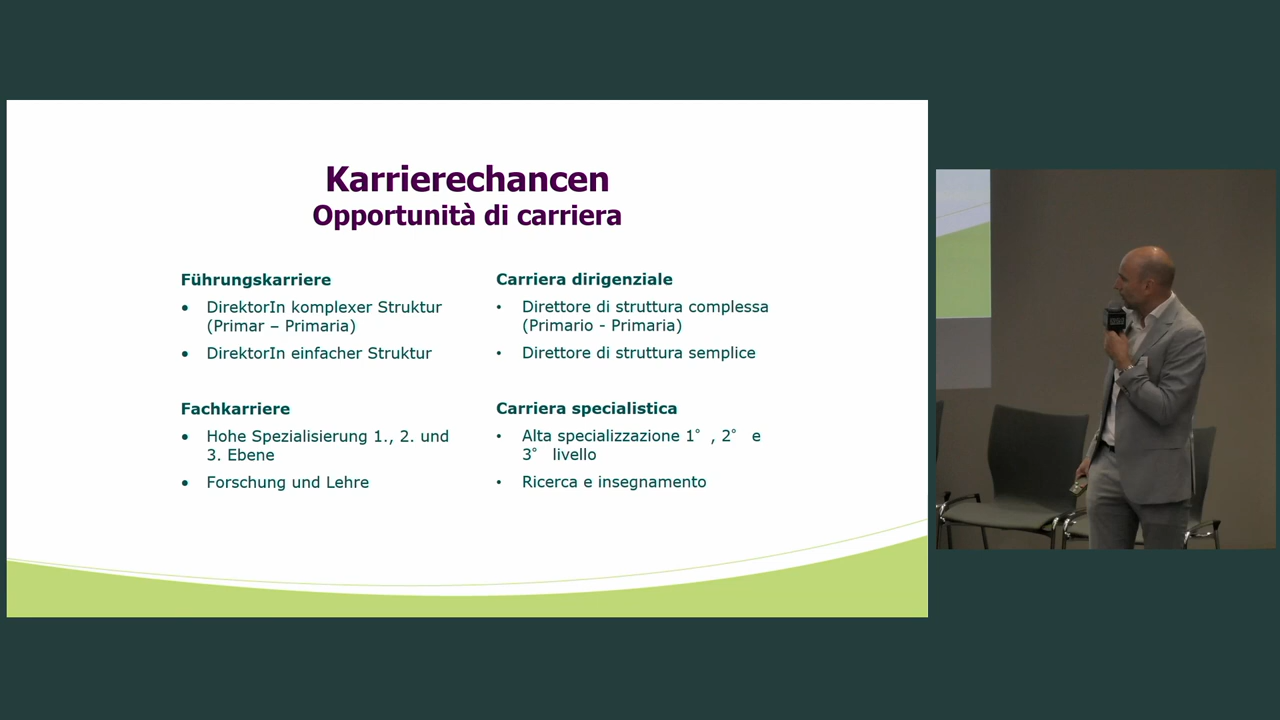 Karrierechancen
Opportunità di carriera
Führungskarriere
• DirektorIn komplexer Struktur
(Primar – Primaria)
• DirektorIn einfacher Struktur
Fachkarriere
• Hohe Spezialisierung 1., 2. und
3. Ebene
• Forschung und Lehre
Carriera dirigenziale
• Direttore di struttura complessa
(Primario - Primaria)
• Direttore di struttura semplice
Carriera specialistica
• Alta specializzazione 1° , 2° e
3° livello
• Ricerca e insegnamento